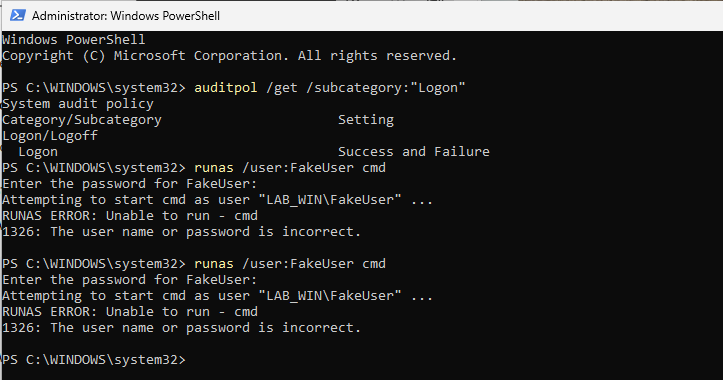 Administrator: Windows PowerShell
Windows PowerShell
Copyright (C) Microsoft Corporation. All rights reserved.
PS C:\WINDOWS\system32> auditpol /get /subcategory:"Logon"
System audit policy
Category/Subcategory                      Setting
Logon/Logoff
  Logon                                   Success and Failure
PS C:\WINDOWS\system32> runas /user:FakeUser cmd
Enter the password for FakeUser:
Attempting to start cmd as user "LAB_WIN\FakeUser" ...
RUNAS ERROR: Unable to run - cmd
1326: The user name or password is incorrect.
PS C:\WINDOWS\system32> runas /user:FakeUser cmd
Enter the password for FakeUser:
Attempting to start cmd as user "LAB_WIN\FakeUser" ...
RUNAS ERROR: Unable to run - cmd
1326: The user name or password is incorrect.
PS C:\WINDOWS\system32>